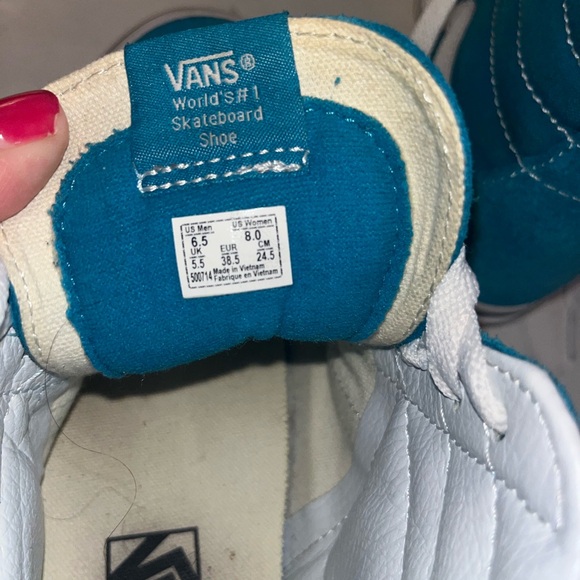 VANS®
World's#1
Skateboard
Shoe
US Men US Women
6.5 8.0
UK EUR CM
5.5 38.5 24.5
500714 Made in Vietnam
Fabrique en Vietnam